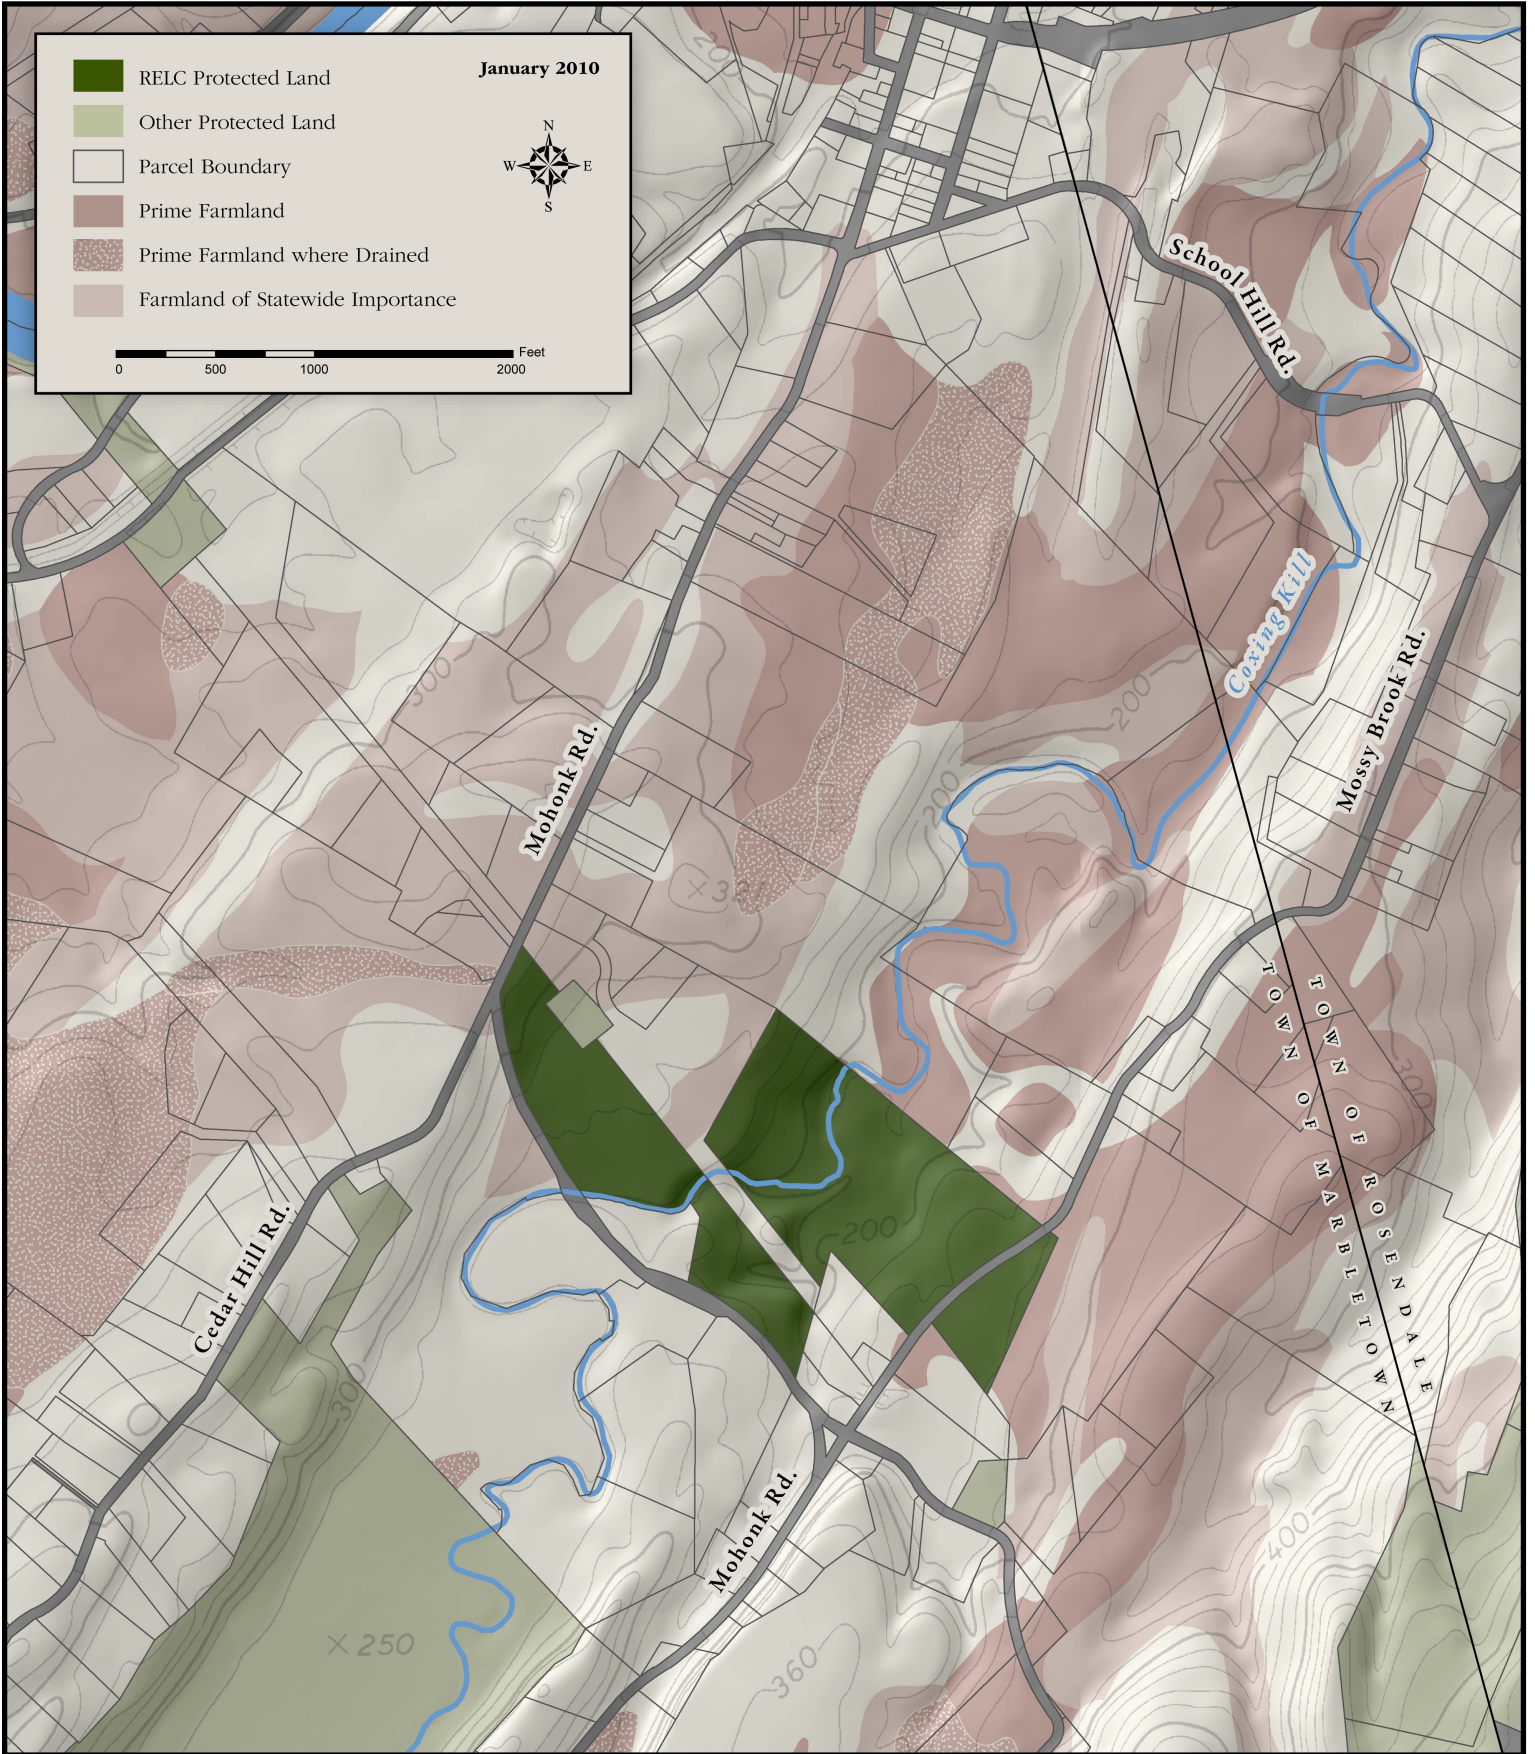 January 2010
RELC Protected Land
Other Protected Land
Parcel Boundary
Prime Farmland
Prime Farmland where Drained
Farmland of Statewide Importance
N
W E
S
Feet
0 500 1000 2000
200
School Hill Rd.
Coxing Kill
300
200
Mossy Brook Rd.
Mohonk Rd.
200
×321
TOWN OF ROSENDALE
TOWN OF MARBLETOWN
300
200
Cedar Hill Rd.
300
Mohonk Rd.
400
×250
360